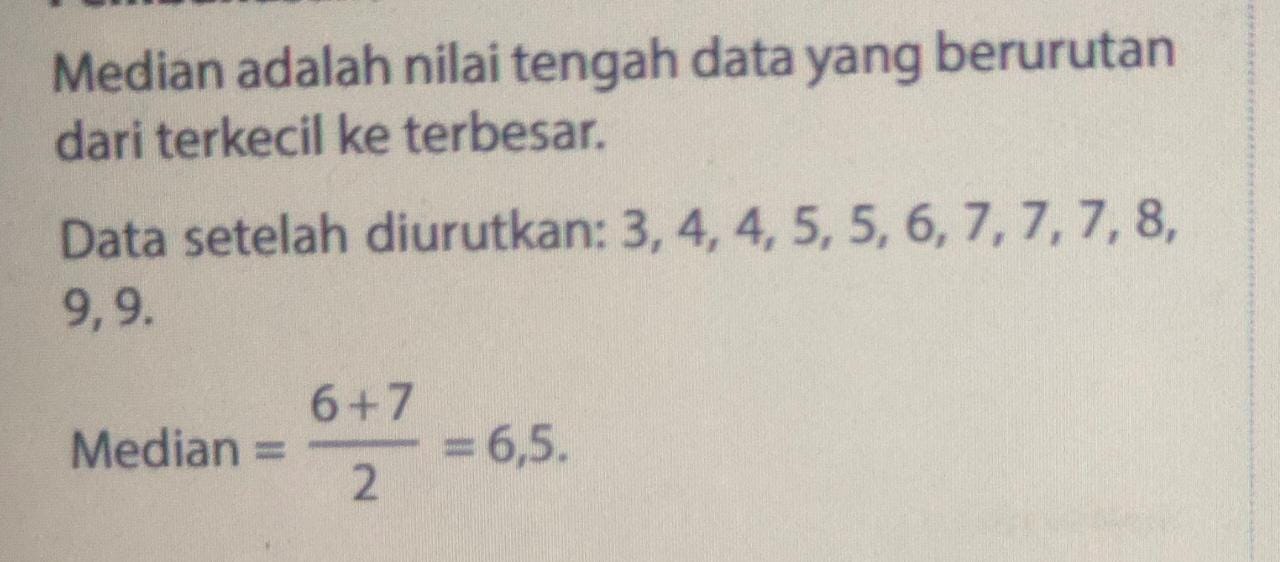 Median adalah nilai tengah data yang berurutan
dari terkecil ke terbesar.
Data setelah diurutkan: 3, 4, 4, 5, 5, 6, 7, 7, 7, 8,
9, 9.
Median = 6+7 / 2 = 6,5.